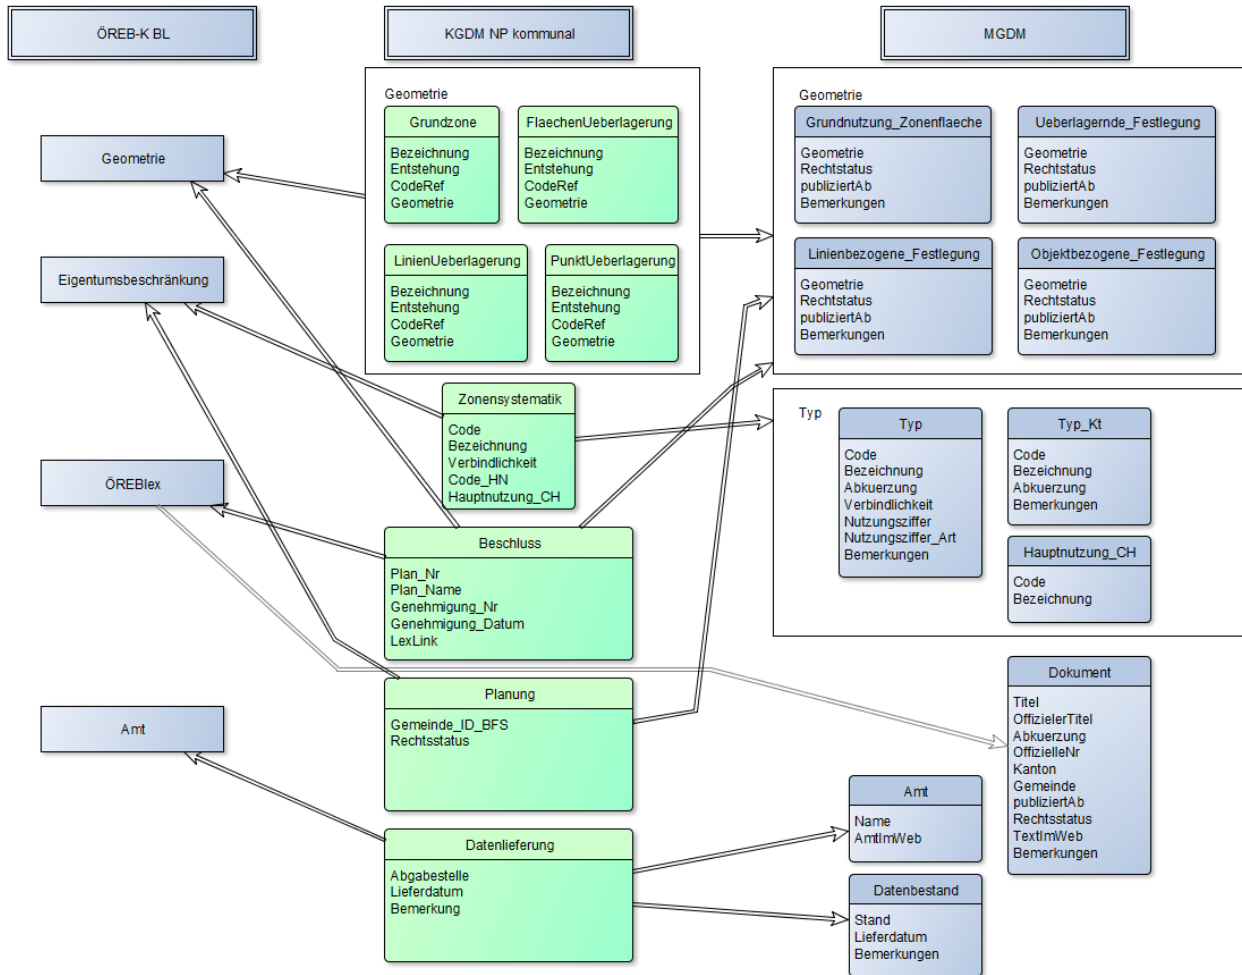 ÖREB-K BL
KGDM NP kommunal
MGDM
Geometrie
Eigentumsbeschränkung
ÖREBlex
Amt
Geometrie
Grundzone
Bezeichnung
Entstehung
CodeRef
Geometrie
FlaechenUeberlagerung
Bezeichnung
Entstehung
CodeRef
Geometrie
LinienUeberlagerung
Bezeichnung
Entstehung
CodeRef
Geometrie
PunktUeberlagerung
Bezeichnung
Entstehung
CodeRef
Geometrie
Zonensystematik
Code
Bezeichnung
Verbindlichkeit
Code_HN
Hauptnutzung_CH
Beschluss
Plan_Nr
Plan_Name
Genehmigung_Nr
Genehmigung_Datum
LexLink
Planung
Gemeinde_ID_BFS
Rechtsstatus
Datenlieferung
Abgabestelle
Lieferdatum
Bemerkung
Geometrie
Grundnutzung_Zonenflaeche
Geometrie
Rechtstatus
publiziertAb
Bemerkungen
Ueberlagernde_Festlegung
Geometrie
Rechtstatus
publiziertAb
Bemerkungen
Linienbezogene_Festlegung
Geometrie
Rechtstatus
publiziertAb
Bemerkungen
Objektbezogene_Festlegung
Geometrie
Rechtstatus
publiziertAb
Bemerkungen
Typ
Typ
Code
Bezeichnung
Abkuerzung
Verbindlichkeit
Nutzungsziffer
Nutzungsziffer_Art
Bemerkungen
Typ_Kt
Code
Bezeichnung
Abkuerzung
Bemerkungen
Hauptnutzung_CH
Code
Bezeichnung
Dokument
Titel
OffizielerTitel
Abkuerzung
OffizielleNr
Kanton
Gemeinde
publiziertAb
Rechtsstatus
TextImWeb
Bemerkungen
Amt
Name
AmtImWeb
Datenbestand
Stand
Lieferdatum
Bemerkungen